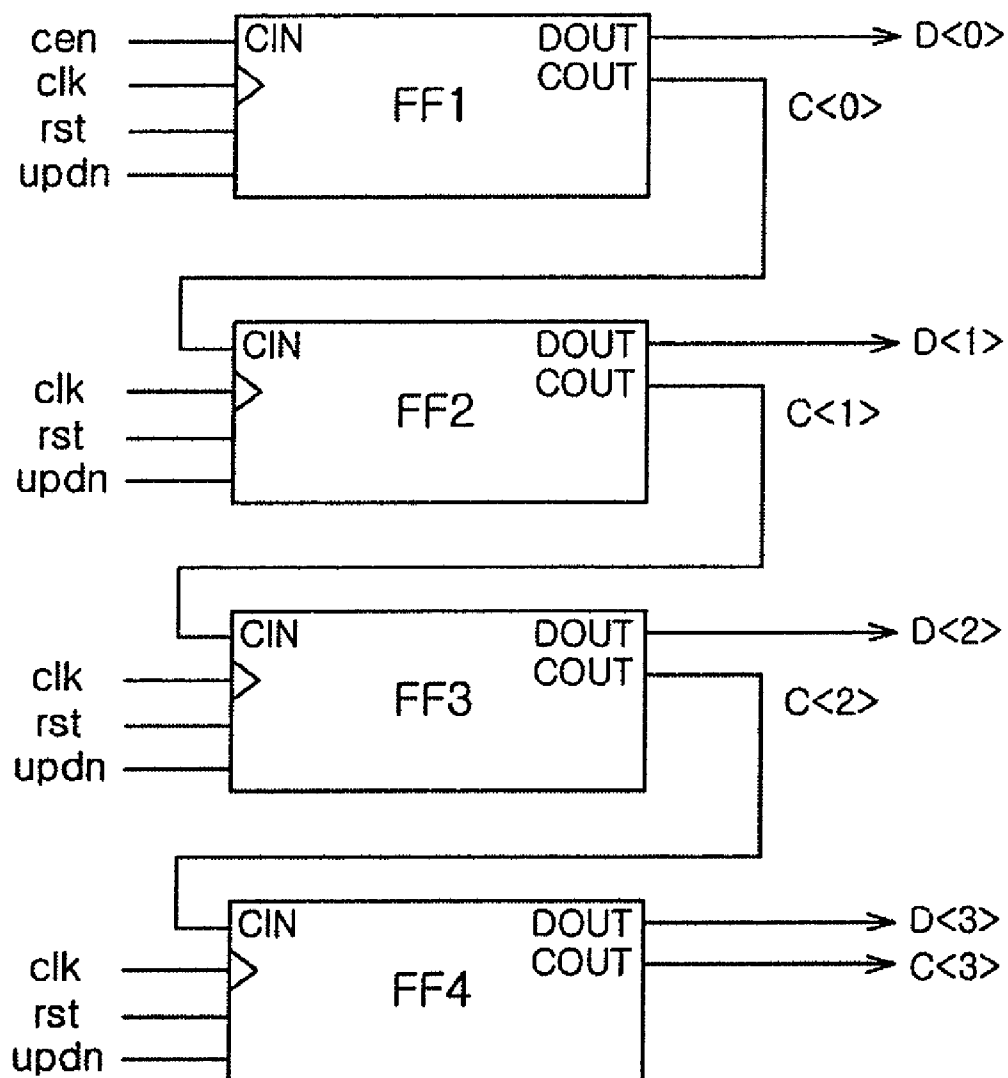 cen CIN DOUT D<0>
clk COUT
FF1 C<0>
rst
updn
CIN DOUT D<1>
clk COUT
FF2 C<1>
rst
updn
CIN DOUT D<2>
clk COUT
FF3 C<2>
rst
updn
CIN DOUT D<3>
clk COUT C<3>
FF4
rst
updn